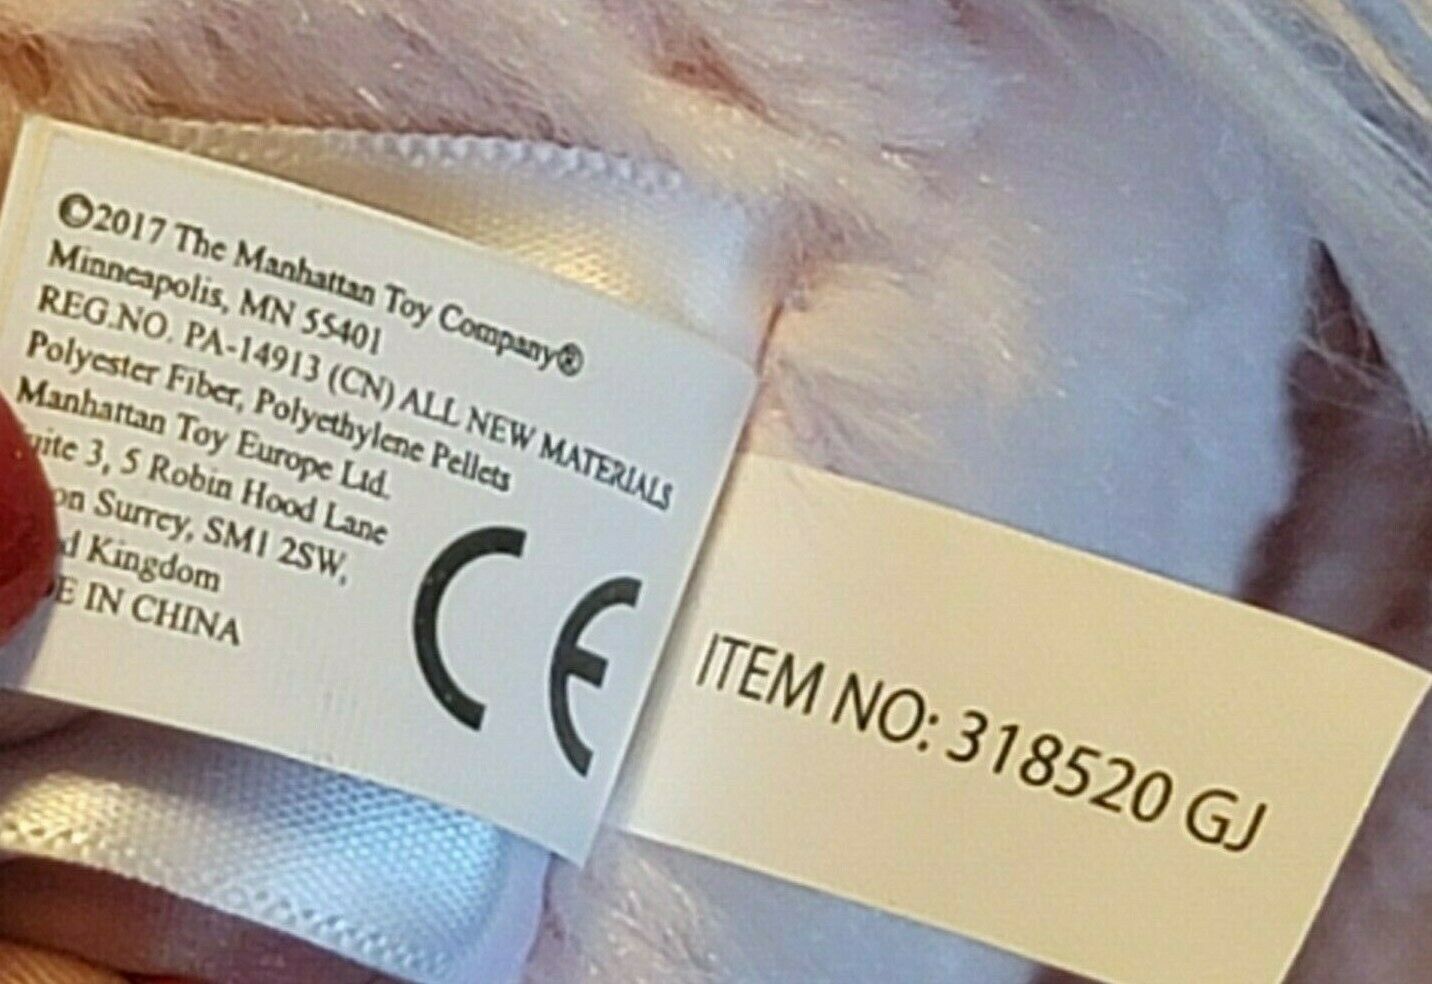 ©2017 The Manhattan Toy Company®
Minneapolis, MN 55401
REG.NO. PA-14913 (CN) ALL NEW MATERIALS
Polyester Fiber, Polyethylene Pellets
Manhattan Toy Europe Ltd.
uite 3, 5 Robin Hood Lane
on Surrey, SM1 2SW,
d Kingdom
E IN CHINA
CE
ITEM NO: 318520 GJ